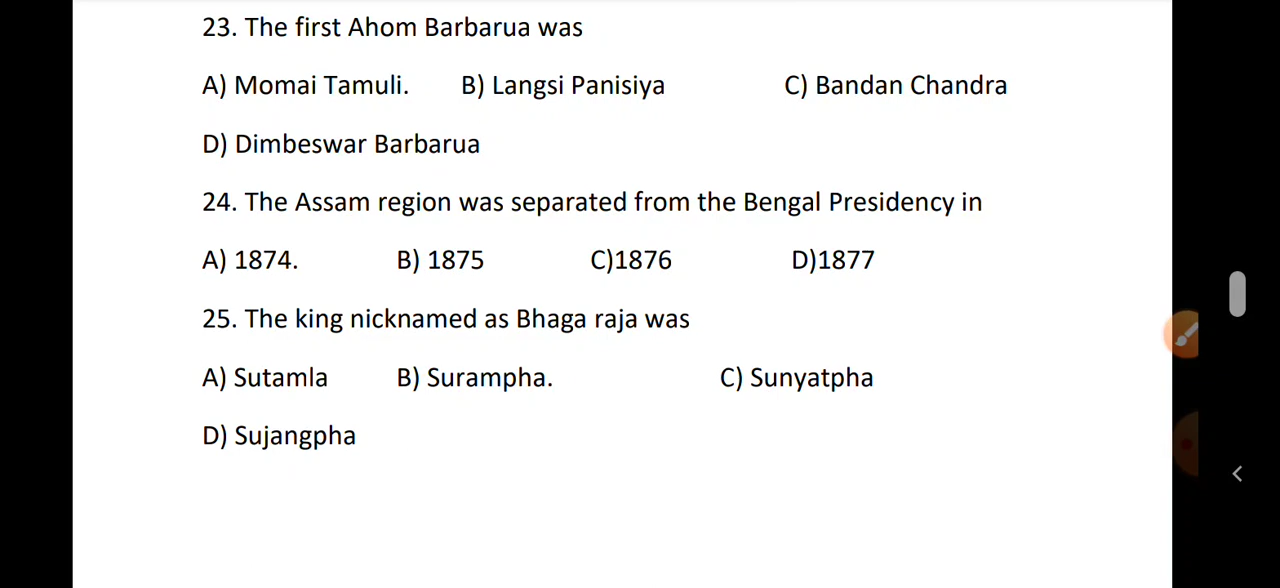 23. The first Ahom Barbarua was
A) Momai Tamuli. B) Langsi Panisiya C) Bandan Chandra
D) Dimbeswar Barbarua
24. The Assam region was separated from the Bengal Presidency in
A) 1874. B) 1875 C)1876 D)1877
25. The king nicknamed as Bhaga raja was
A) Sutamla B) Surampha. C) Sunyatpha
D) Sujangpha